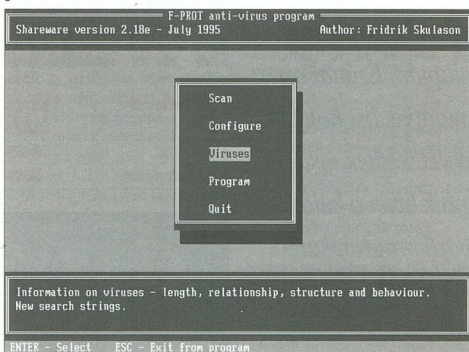 F-PROT anti-virus program
Shareware version 2.18e - July 1995 Author: Fridrik Skulason
Scan
Configure
Viruses
Program
Quit
Information on viruses - length, relationship, structure and behaviour.
New search strings.
ENTER - Select ESC - Exit from program